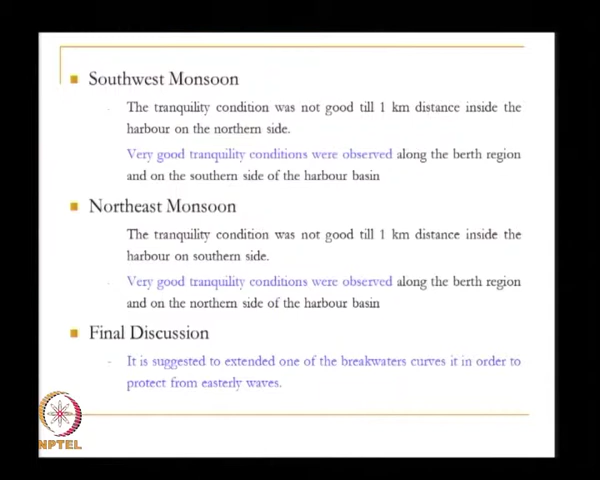 Southwest Monsoon
The tranquility condition was not good till 1 km distance inside the
harbour on the northern side.
Very good tranquility conditions were observed along the berth region
and on the southern side of the harbour basin
Northeast Monsoon
The tranquility condition was not good till 1 km distance inside the
harbour on southern side.
Very good tranquility conditions were observed along the berth region
and on the northern side of the harbour basin
Final Discussion
- It is suggested to extended one of the breakwaters curves it in order to
protect from easterly waves.
NPTEL